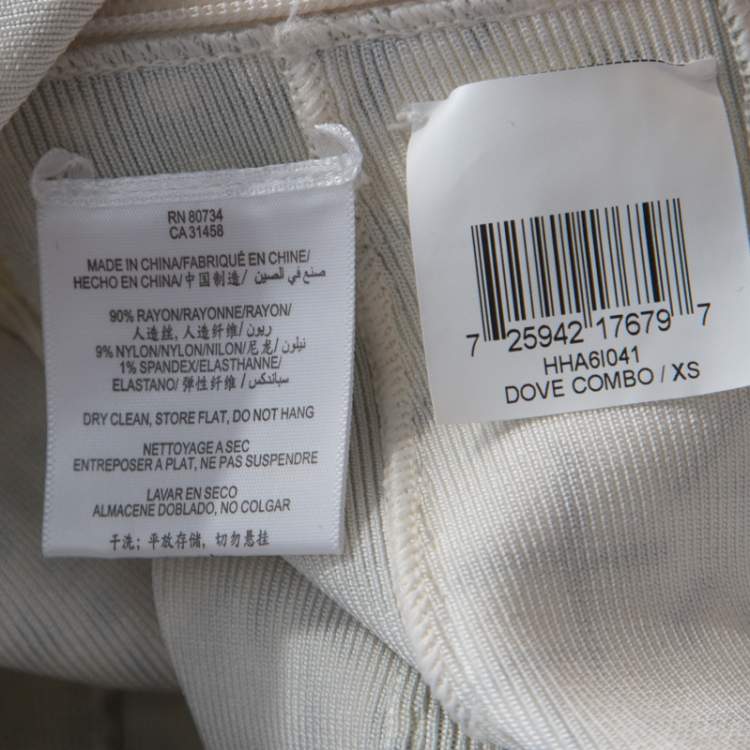 RN 80734
CA 31458
MADE IN CHINA/FABRIQUÉ EN CHINE/
HECHO EN CHINA/中国制造/ صنع في الصين
90% RAYON/RAYONNE/RAYON/
人造丝, 人造纤维/ ريون/
9% NYLON/NYLON/NILON/尼龙/ نيلون/
1% SPANDEX/ELASTHANNE/
ELASTANO/ 弹性纤维/ سباندكس
DRY CLEAN, STORE FLAT, DO NOT HANG
NETTOYAGE A SEC
ENTREPOSER A PLAT, NE PAS SUSPENDRE
LAVAR EN SECO
ALMACENE DOBLADO, NO COLGAR
干洗; 平放存储, 切勿悬挂
7 25942 17679 7
HHA6I041
DOVE COMBO / XS